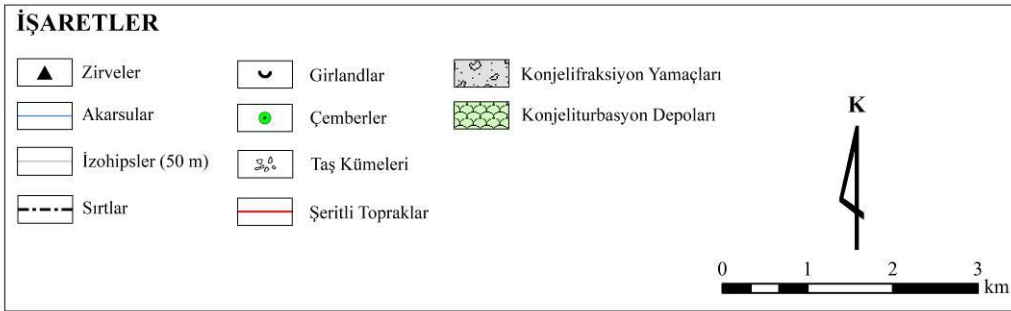 İŞARETLER
Zirveler
Akarsular
İzohipsler (50 m)
Sırtlar
Girlandlar
Çemberler
Taş Kümeleri
Şeritli Topraklar
Konjelifraksiyon Yamaçları
Konjeliturbasyon Depoları
K
0 1 2 3
km